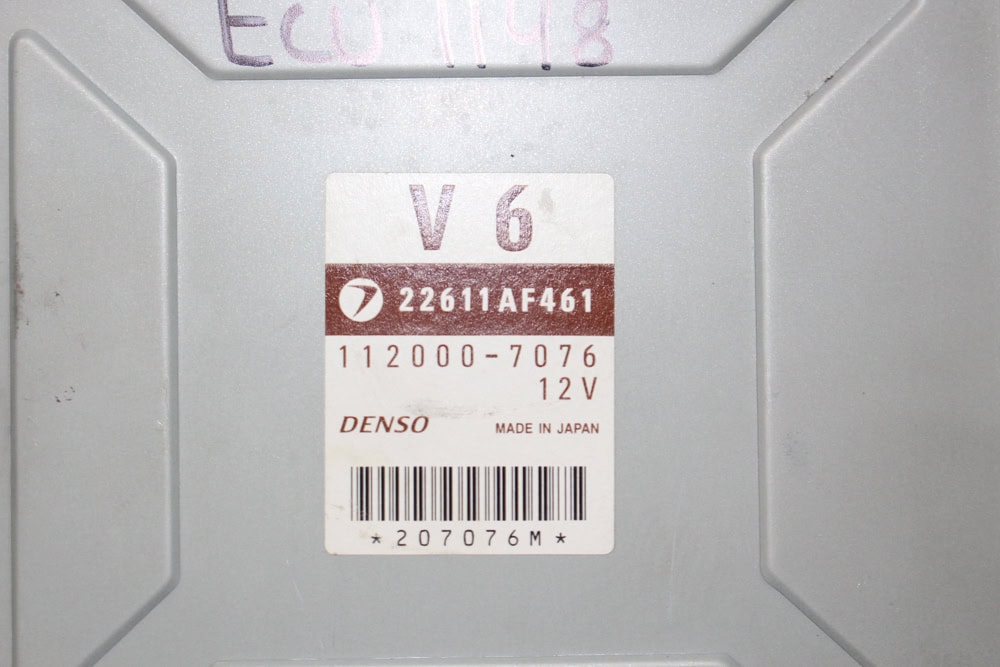 ECU 1148
V 6
22611AF461
112000-7076
12V
DENSO
MADE IN JAPAN
*207076M*